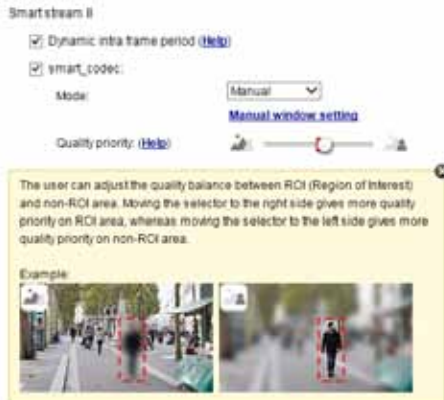 Smart stream II
Dynamic intra frame period (Help)
smart_codec:
Mode: Manual
Manual window setting
Quality priority: (Help)
The user can adjust the quality balance between ROI (Region of Interest)
and non-ROI area. Moving the selector to the right side gives more quality
priority on ROI area, whereas moving the selector to the left side gives more
quality priority on non-ROI area.
Example: